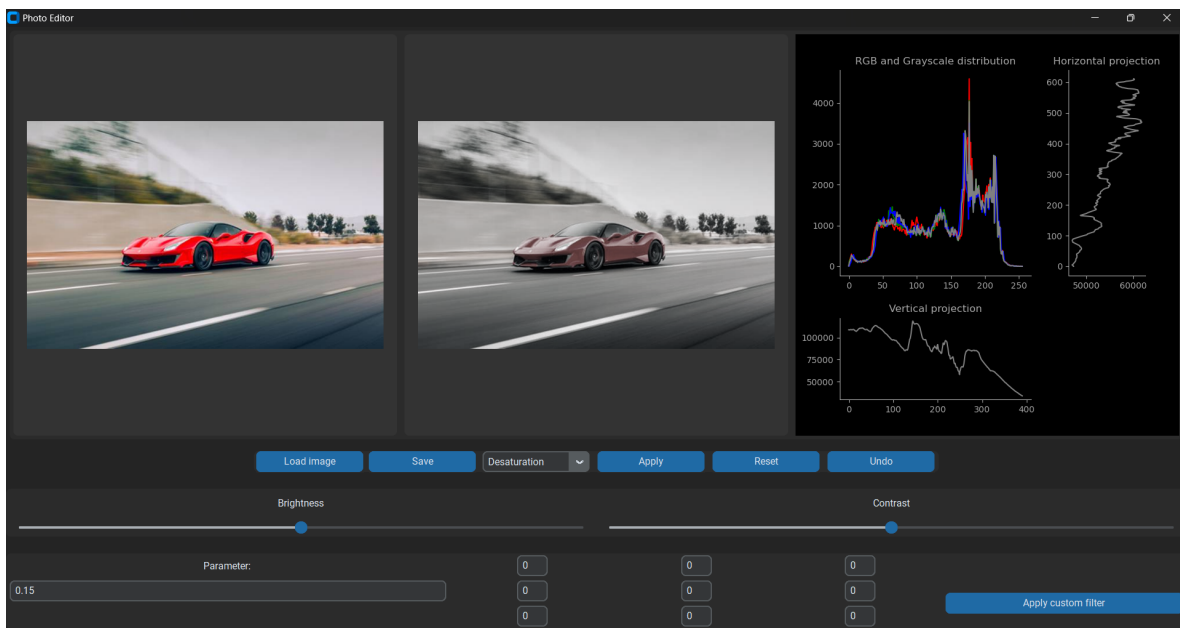 Photo Editor
RGB and Grayscale distribution
4000
3000
2000
1000
0
0 50 100 150 200 250
Horizontal projection
600
500
400
300
200
100
0
50000 60000
Vertical projection
100000
75000
50000
0 100 200 300 400
Load image Save Desaturation Apply Reset Undo
Brightness Contrast
Parameter: 0 0 0
0.15 0 0 0
Apply custom filter
0 0 0